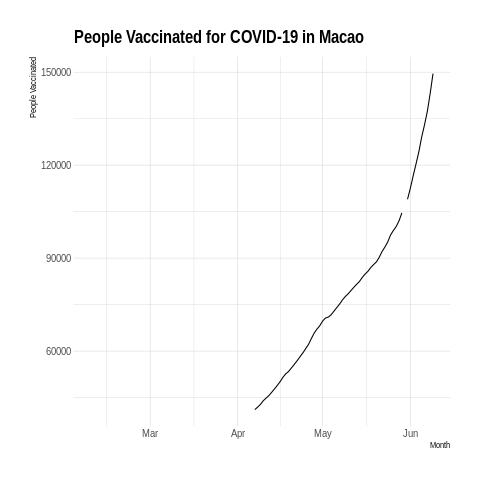 People Vaccinated for COVID-19 in Macao
People Vaccinated
150000
120000
90000
60000
Mar Apr May Jun
Month